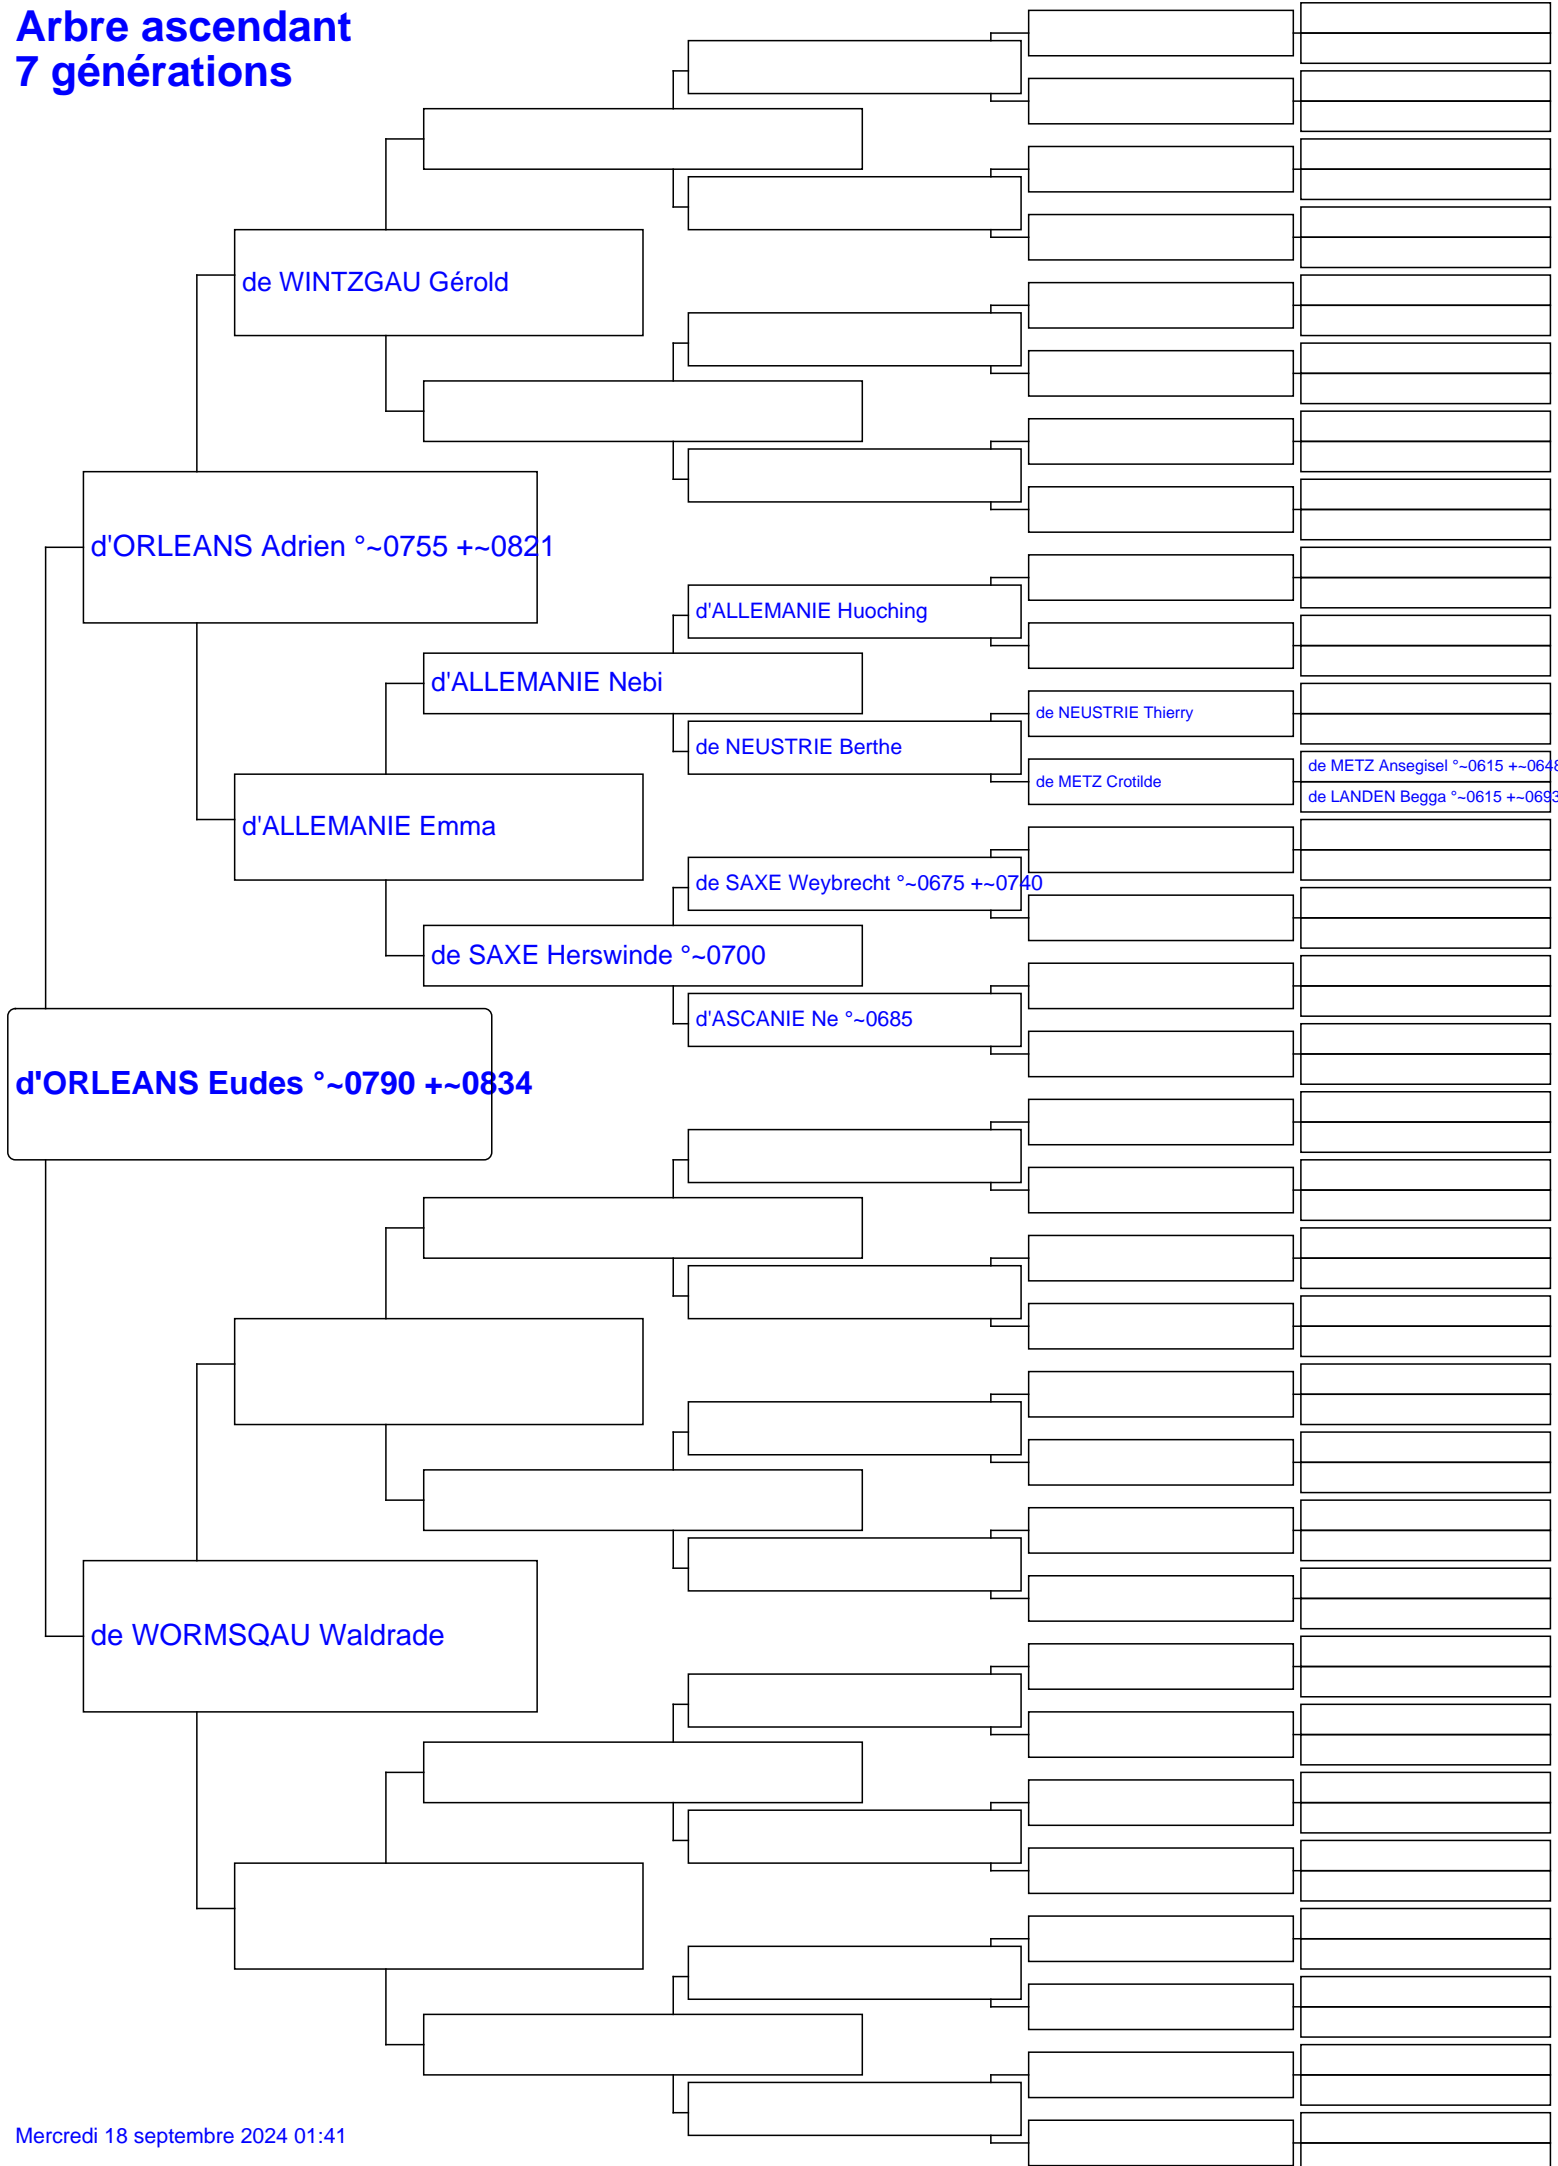 Arbre ascendant
7 générations
de WINTZGAU Gérold
d'ORLEANS Adrien °~0755 +~0821
d'ALLEMANIE Huoching
d'ALLEMANIE Nebi
de NEUSTRIE Thierry
de NEUSTRIE Berthe
de METZ Ansegisel °~0615 +~0648
de METZ Crotilde
de LANDEN Begga °~0615 +~0693
d'ALLEMANIE Emma
de SAXE Weybrecht °~0675 +~0740
de SAXE Herswinde °~0700
d'ASCANIE Ne °~0685
d'ORLEANS Eudes °~0790 +~0834
de WORMSQAU Waldrade
Mercredi 18 septembre 2024 01:41